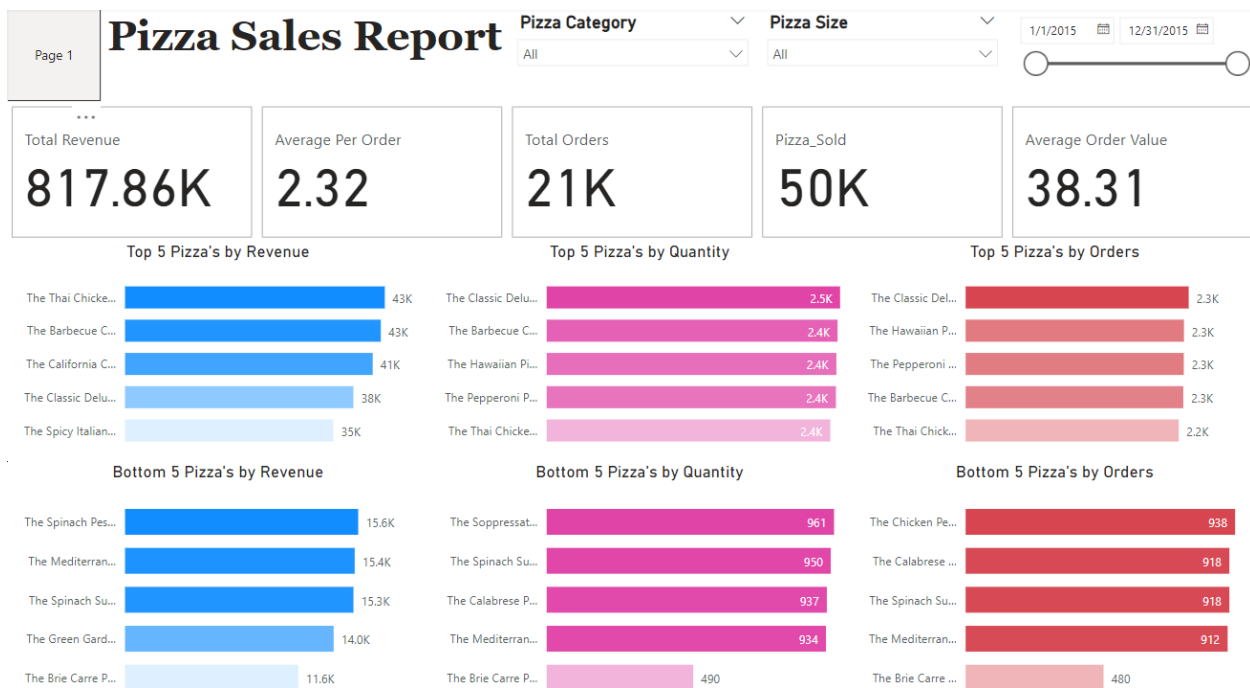 Page 1
Pizza Sales Report
Pizza Category
All
Pizza Size
All
1/1/2015 12/31/2015
Total Revenue
817.86K
Average Per Order
2.32
Total Orders
21K
Pizza_Sold
50K
Average Order Value
38.31
Top 5 Pizza's by Revenue
The Thai Chicke... 43K
The Barbecue C... 43K
The California C... 41K
The Classic Delu... 38K
The Spicy Italian... 35K
Top 5 Pizza's by Quantity
The Classic Delu... 2.5K
The Barbecue C... 2.4K
The Hawaiian Pi... 2.4K
The Pepperoni P... 2.4K
The Thai Chicke... 2.4K
Top 5 Pizza's by Orders
The Classic Del... 2.3K
The Hawaiian P... 2.3K
The Pepperoni ... 2.3K
The Barbecue C... 2.3K
The Thai Chick... 2.2K
Bottom 5 Pizza's by Revenue
The Spinach Pes... 15.6K
The Mediterran... 15.4K
The Spinach Su... 15.3K
The Green Gard... 14.0K
The Brie Carre P... 11.6K
Bottom 5 Pizza's by Quantity
The Soppressat... 961
The Spinach Su... 950
The Calabrese P... 937
The Mediterran... 934
The Brie Carre P... 490
Bottom 5 Pizza's by Orders
The Chicken Pe... 938
The Calabrese ... 918
The Spinach Su... 918
The Mediterran... 912
The Brie Carre ... 480